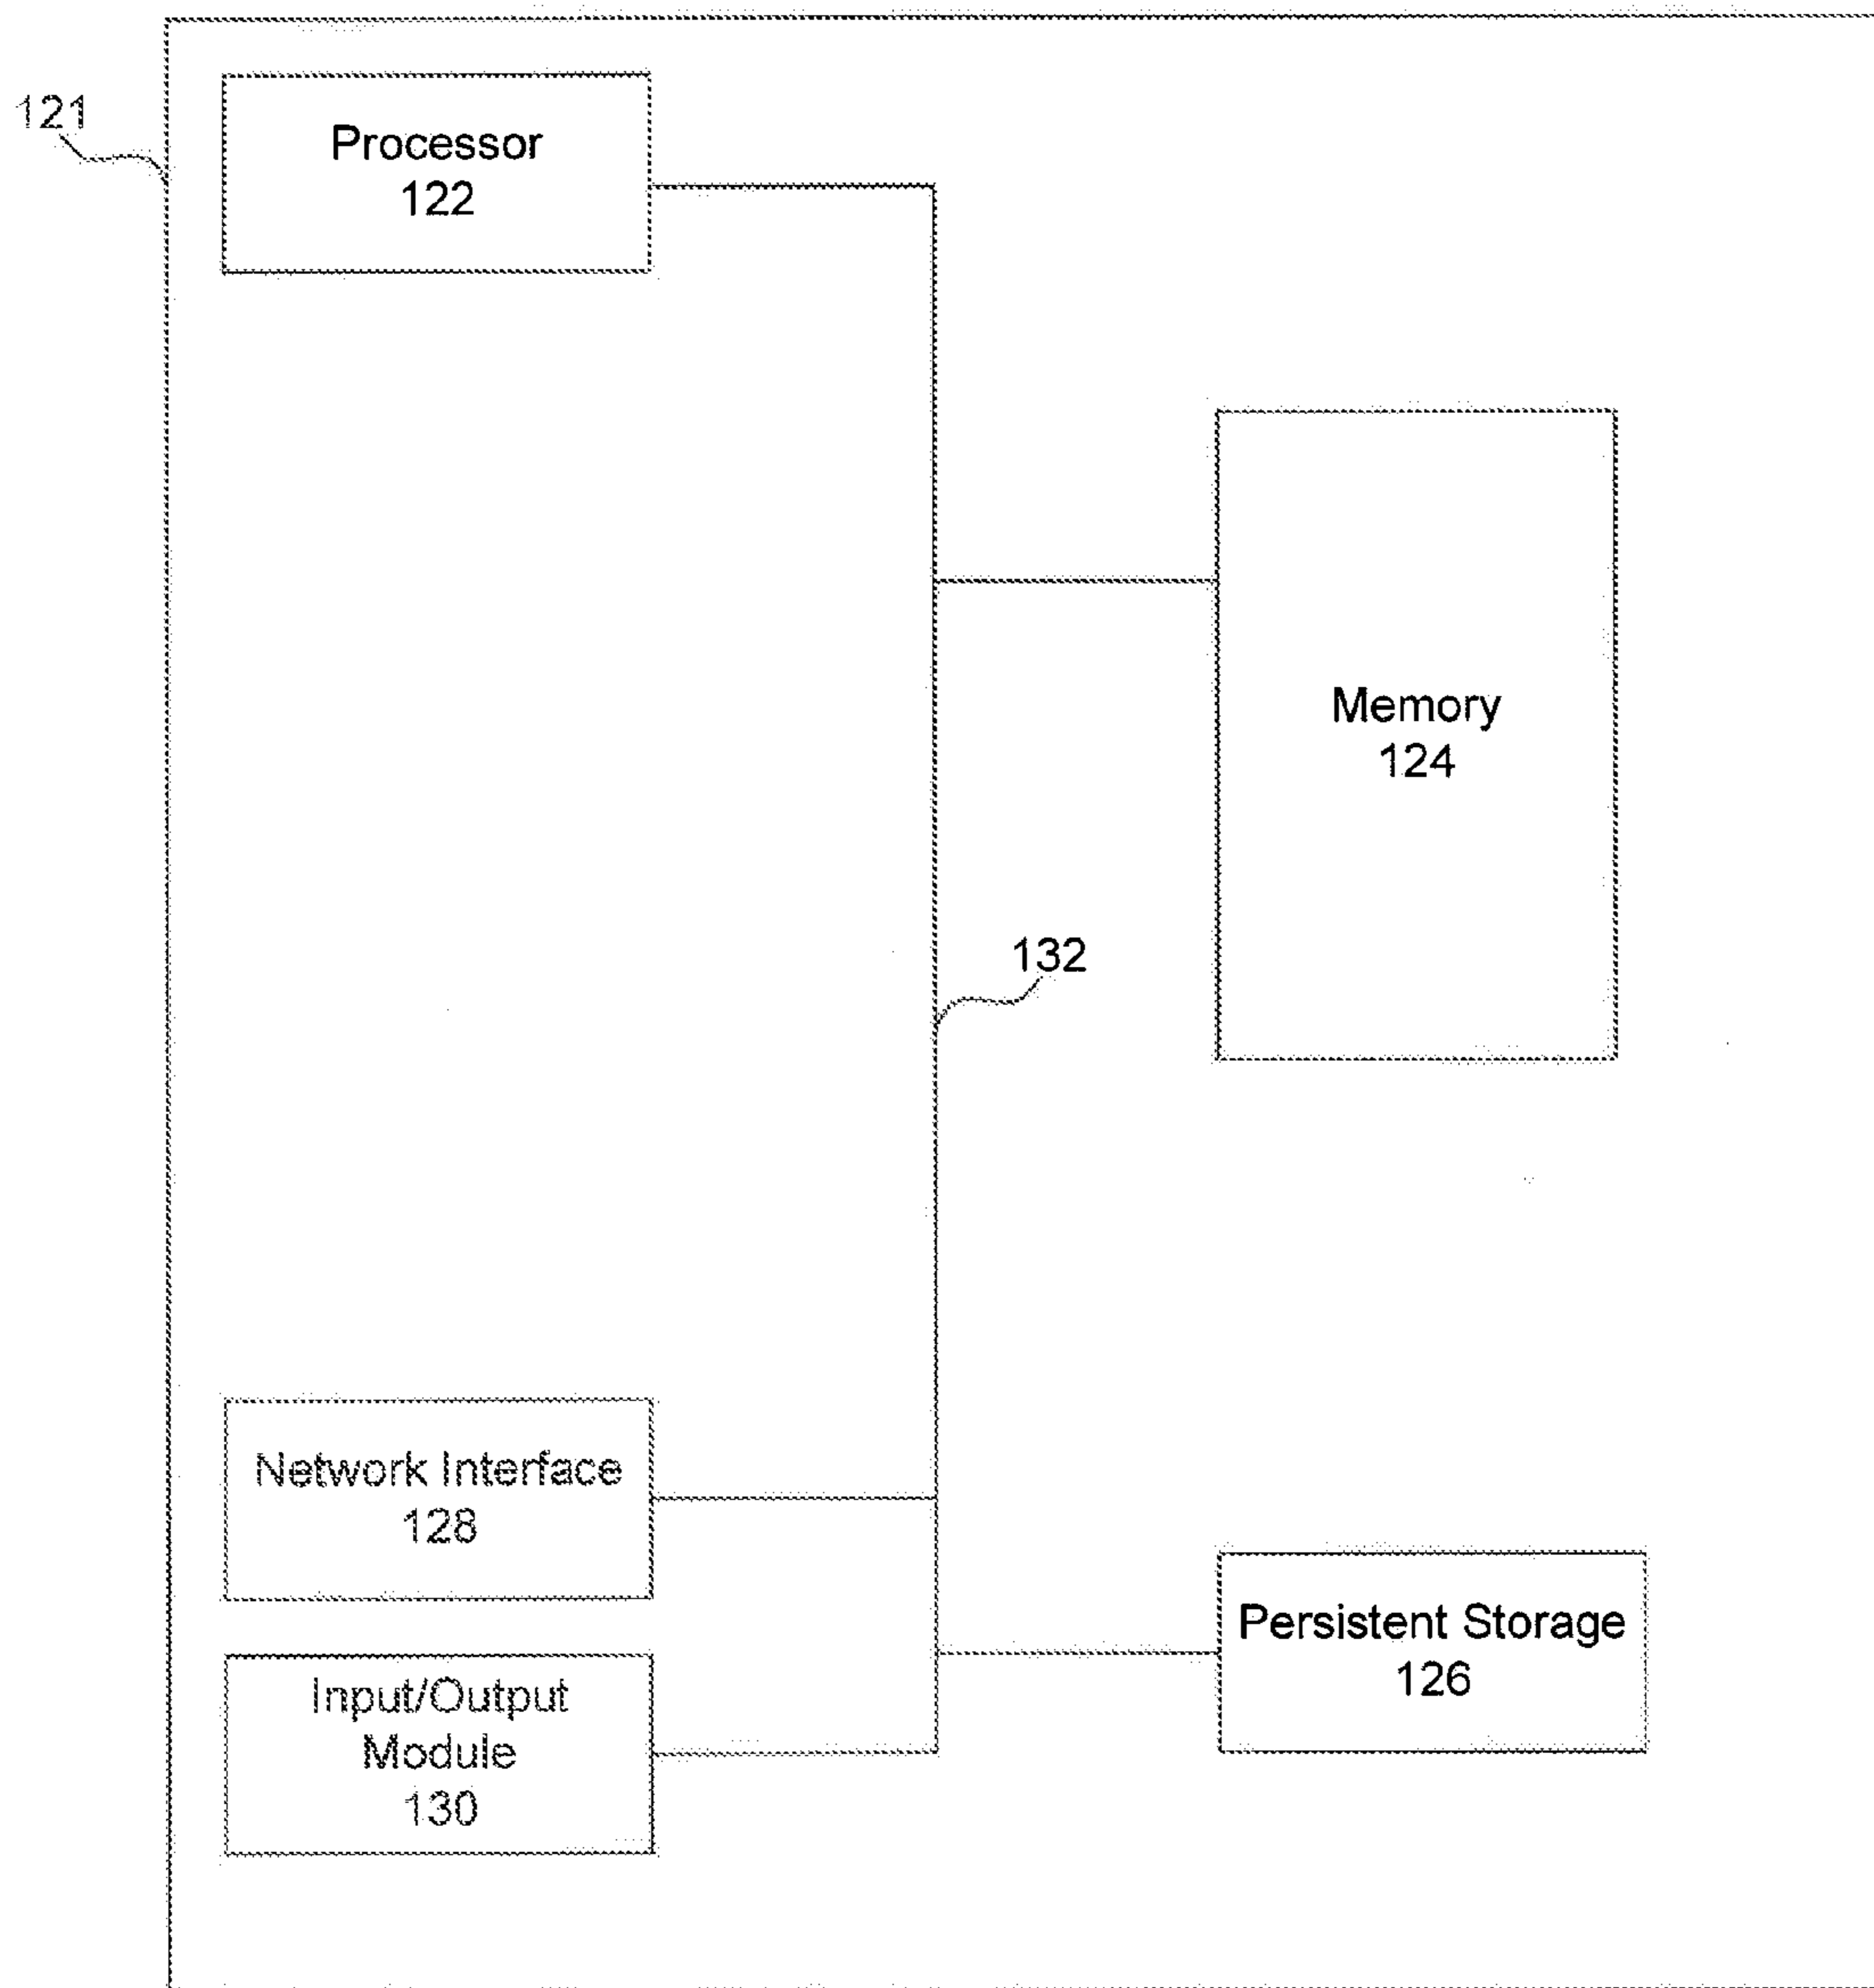 121
Processor
122
Memory
124
132
Network Interface
128
Persistent Storage
126
Input/Output
Module
130